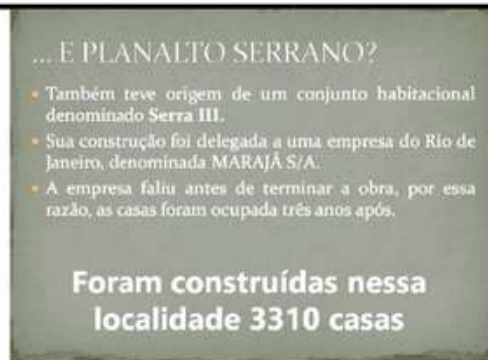 ... E PLANALTO SERRANO?
• Também teve origem de um conjunto habitacional
denominado Serra III.
• Sua construção foi delegada a uma empresa do Rio de
Janeiro, denominada MARAJÁ S/A.
• A empresa faliu antes de terminar a obra, por essa
razão, as casas foram ocupada três anos após.
Foram construídas nessa
localidade 3310 casas